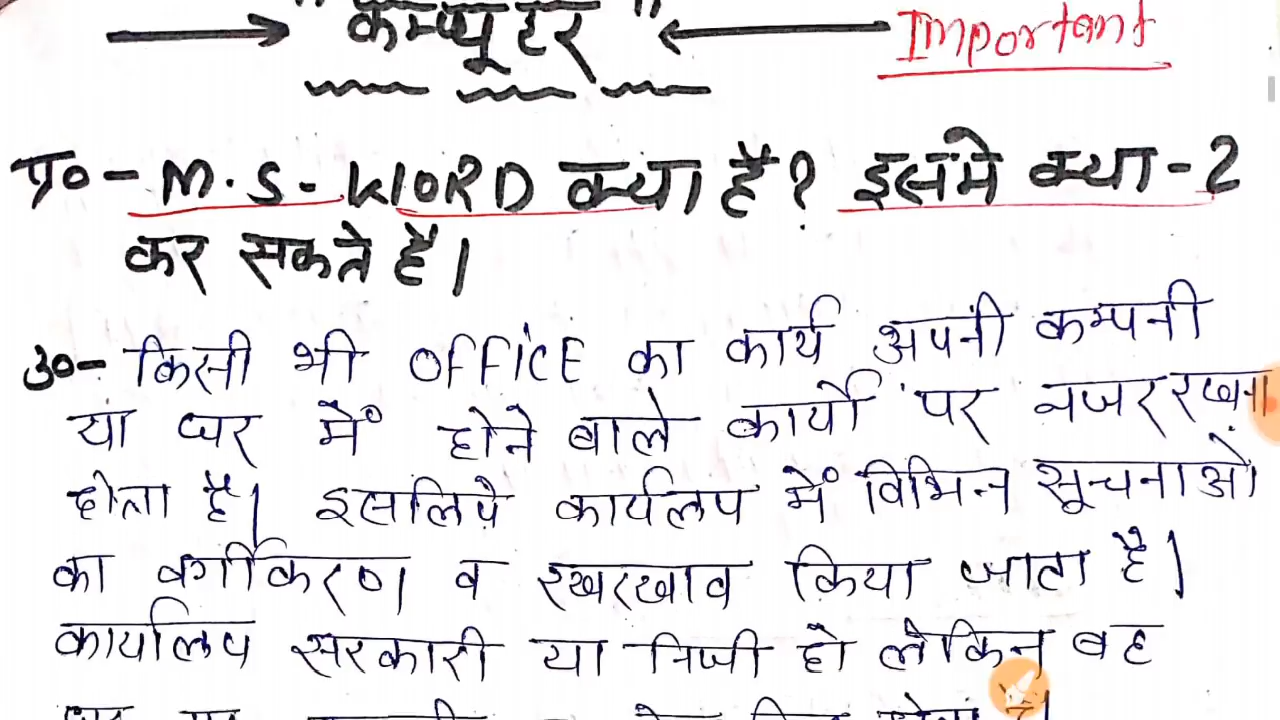 "कम्प्यूटर" Important
प्र०- M.S- WORD क्या है? इसमे क्या-2
कर सकते है।
उ०- किसी भी OFFICE का कार्य अपनी कम्पनी
या घर में होने बाले कार्यो पर नजर रखना
होता है। इसलिये कार्यलय में विभिन्न सूचनाओं
का वर्गीकरण व रखरखाव किया जाता है।
कार्यालय सरकारी या निजी हो लेकिन वह